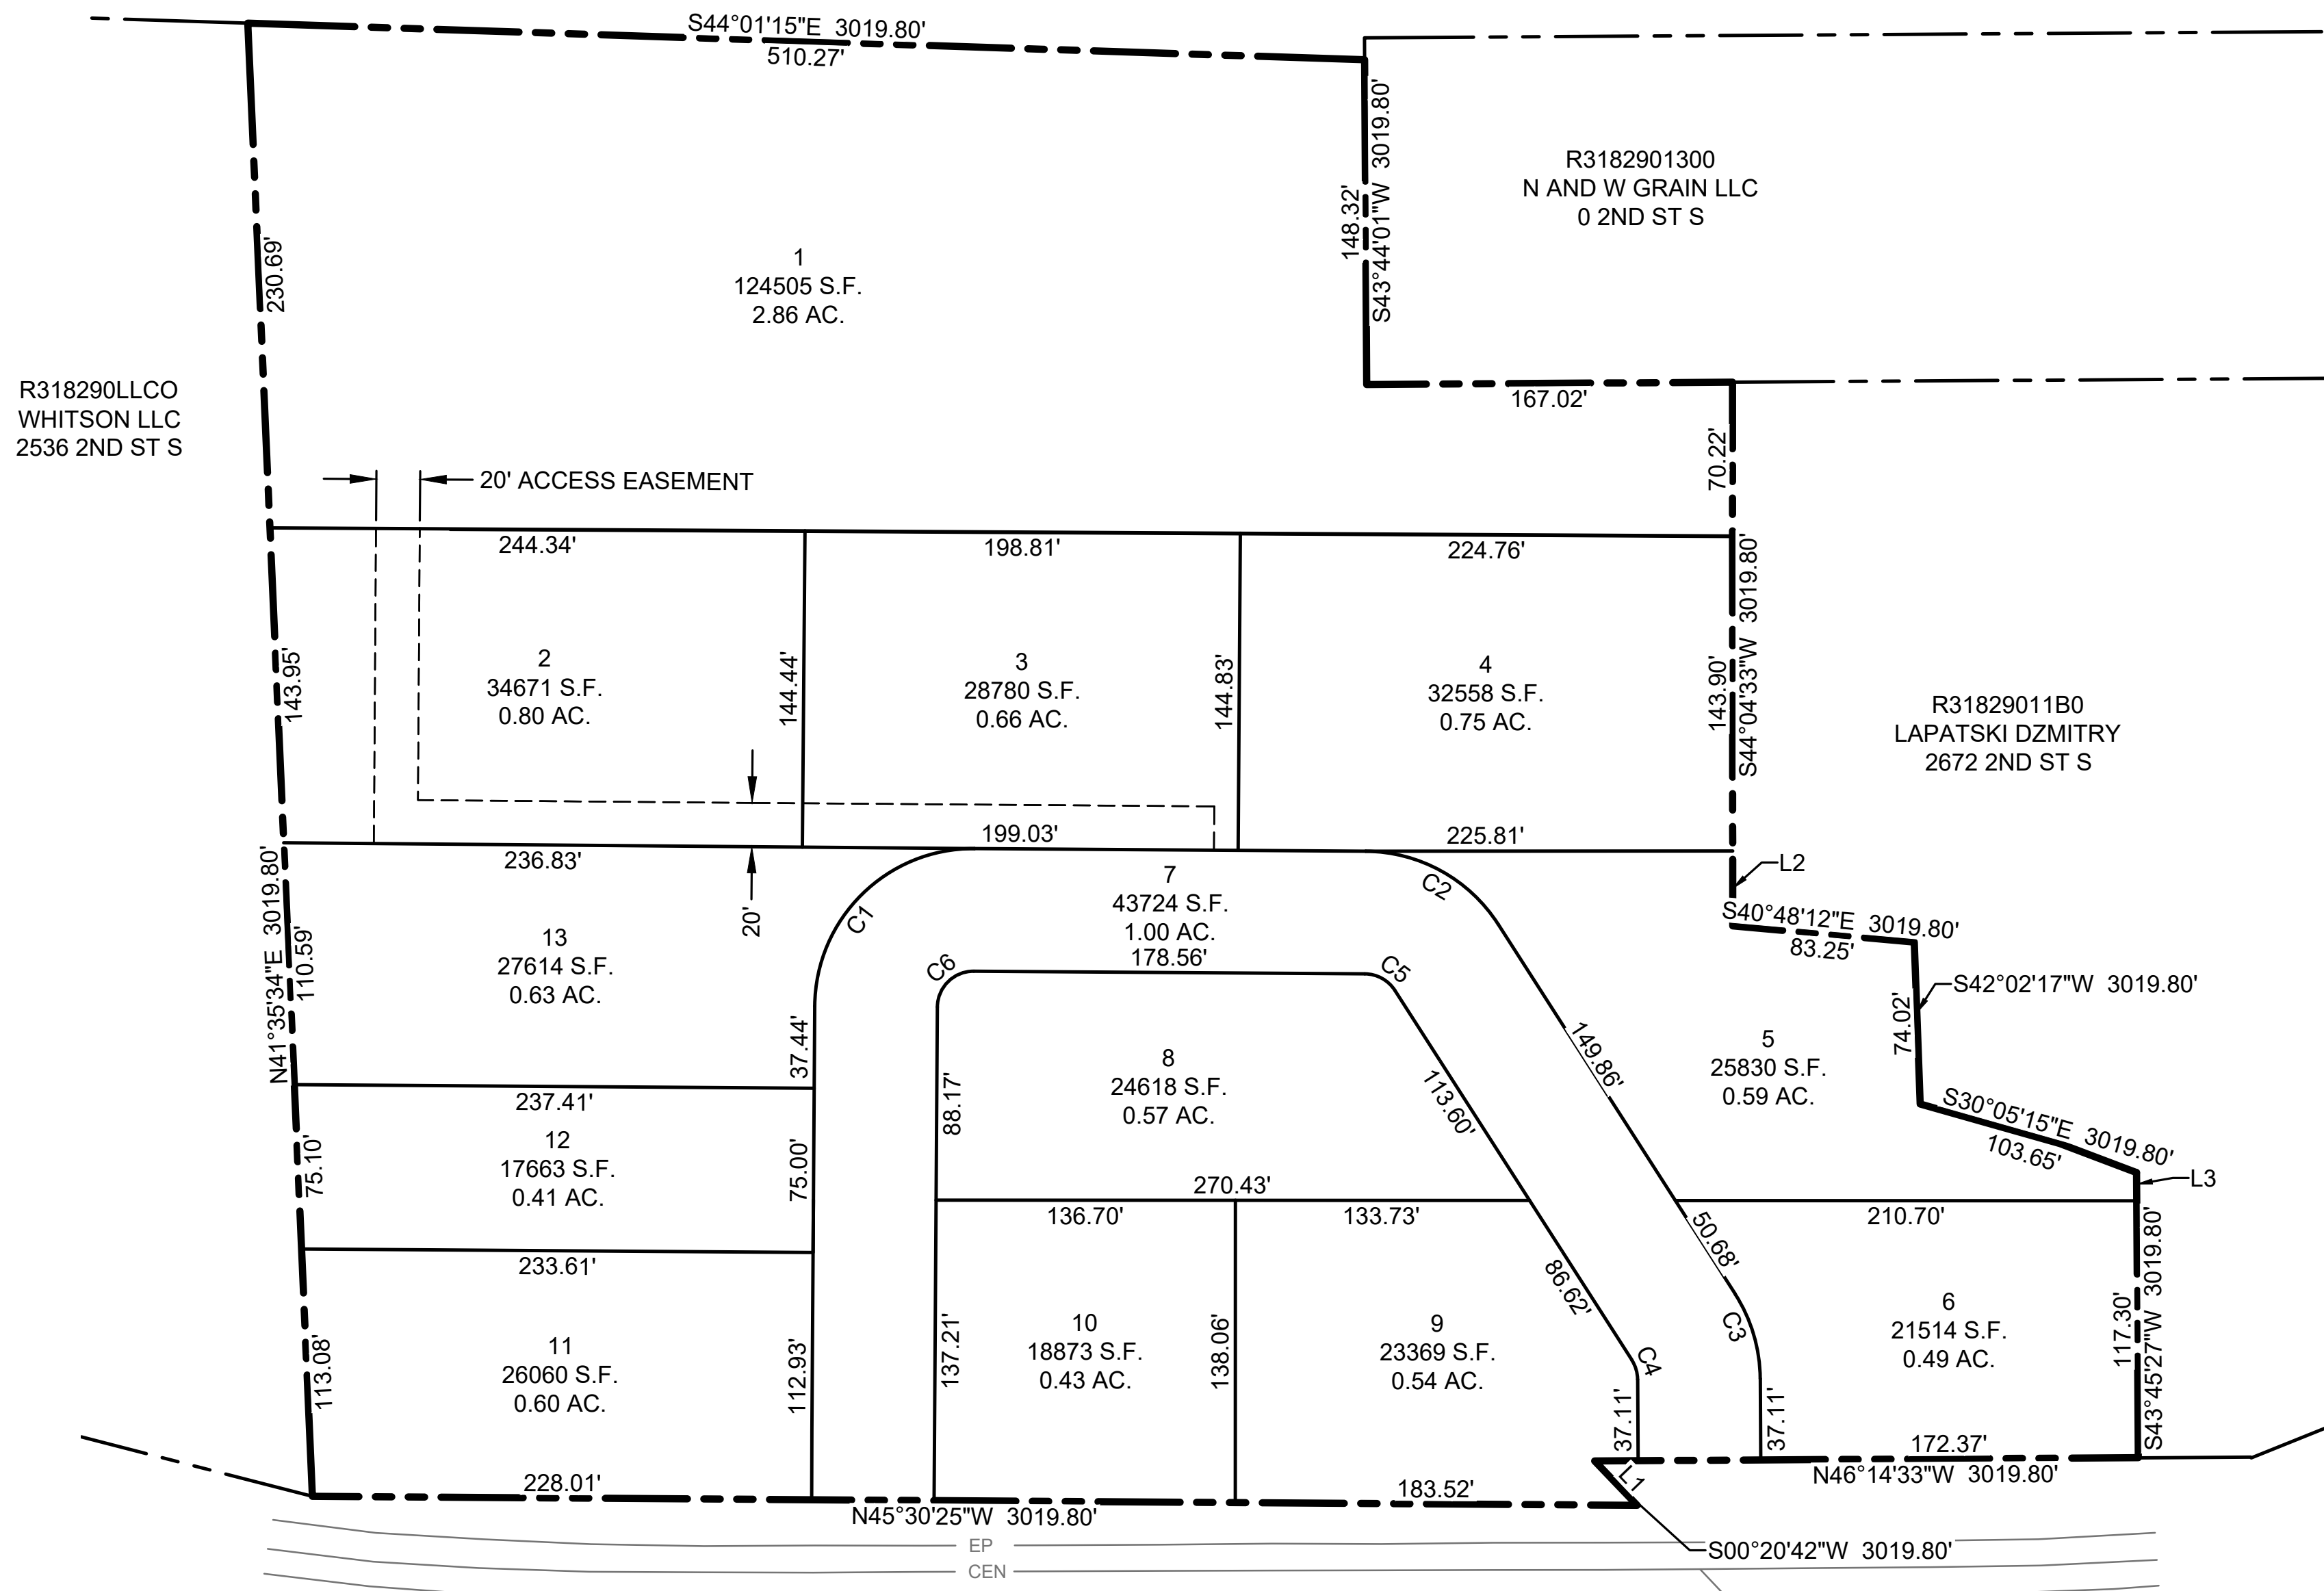 S44°01'15"E 3019.80'
510.27'
S43°44'01"W 3019.80'
148.32'
R3182901300
N AND W GRAIN LLC
0 2ND ST S
230.69'
1
124505 S.F.
2.86 AC.
167.02'
70.22'
R318290LLCO
WHITSON LLC
2536 2ND ST S
20' ACCESS EASEMENT
244.34'
198.81'
224.76'
143.95'
2
34671 S.F.
0.80 AC.
144.44'
3
28780 S.F.
0.66 AC.
144.83'
4
32558 S.F.
0.75 AC.
143.90'
S44°04'33"W 3019.80'
R31829011B0
LAPATSKI DZMITRY
2672 2ND ST S
236.83'
199.03'
225.81'
L2
20'
C1
C2
7
43724 S.F.
1.00 AC.
178.56'
C6
C5
S40°48'12"E 3019.80'
83.25'
S42°02'17"W 3019.80'
74.02'
N41°35'34"E 3019.80'
110.59'
13
27614 S.F.
0.63 AC.
37.44'
88.17'
8
24618 S.F.
0.57 AC.
113.60'
149.86'
5
25830 S.F.
0.59 AC.
S30°05'15"E 3019.80'
103.65'
L3
237.41'
75.10'
12
17663 S.F.
0.41 AC.
75.00'
270.43'
136.70'
133.73'
50.68'
210.70'
233.61'
113.08'
11
26060 S.F.
0.60 AC.
112.93'
137.21'
10
18873 S.F.
0.43 AC.
138.06'
9
23369 S.F.
0.54 AC.
86.62'
C4
C3
37.11'
37.11'
6
21514 S.F.
0.49 AC.
117.30'
S43°45'27"W 3019.80'
172.37'
N46°14'33"W 3019.80'
228.01'
183.52'
L1
N45°30'25"W 3019.80'
S00°20'42"W 3019.80'
EP
CEN